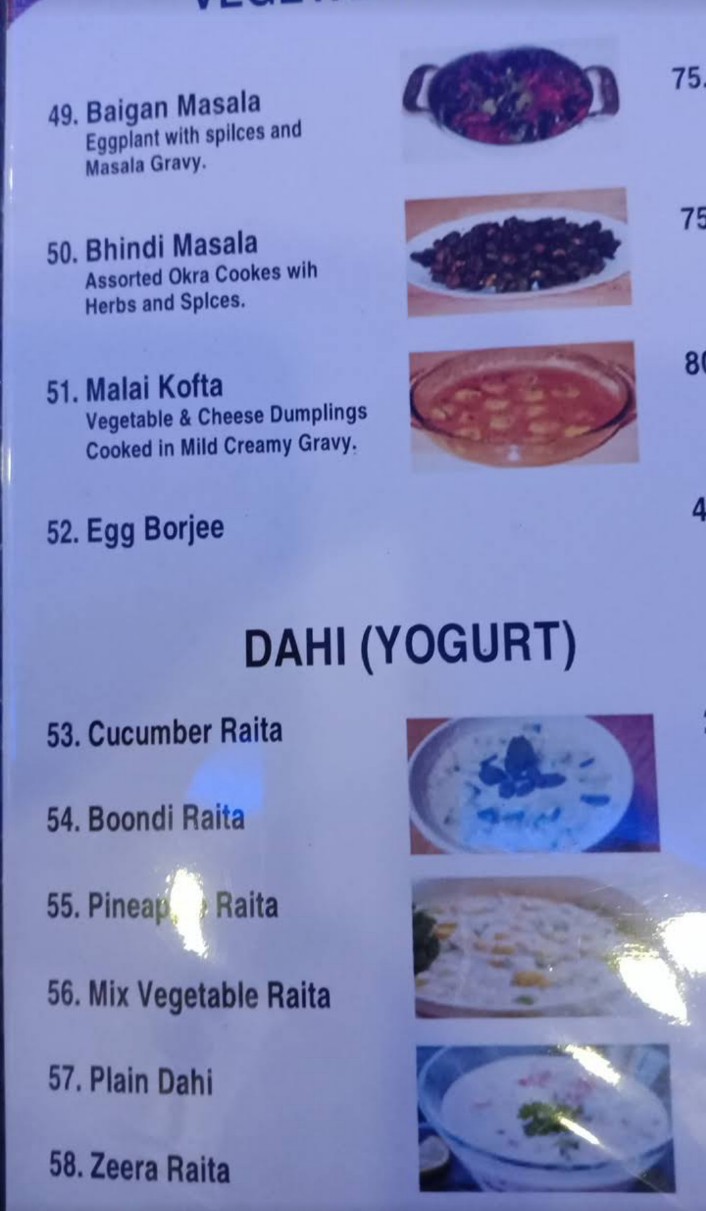 49. Baigan Masala 75.
Eggplant with spilces and
Masala Gravy.
50. Bhindi Masala 75
Assorted Okra Cookes wih
Herbs and Splces.
51. Malai Kofta
Vegetable & Cheese Dumplings
Cooked in Mild Creamy Gravy.
52. Egg Borjee 4
DAHI (YOGURT)
53. Cucumber Raita
54. Boondi Raita
55. Raita
56. Mix Vegetable Raita
57. Plain Dahi
58. Zeera Raita